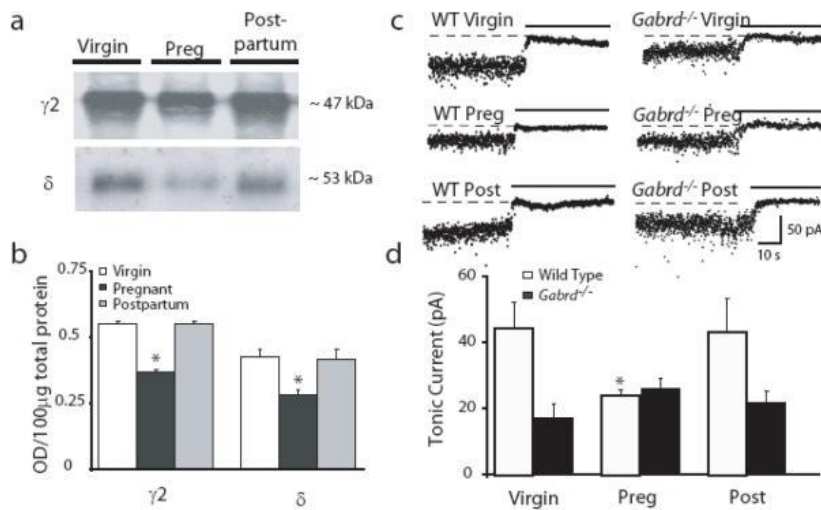 a
Virgin
Preg
Post-
partum
γ2
~ 47 kDa
δ
~ 53 kDa
b
0.75
0.5
0.25
0
OD/100μg total protein
Virgin
Pregnant
Postpartum
*
*
γ2
δ
c
WT Virgin
Gabrd-/- Virgin
WT Preg
Gabrd-/- Preg
WT Post
Gabrd-/- Post
50 pA
10 s
d
60
40
20
0
Tonic Current (pA)
Wild Type
Gabrd-/-
*
Virgin
Preg
Post